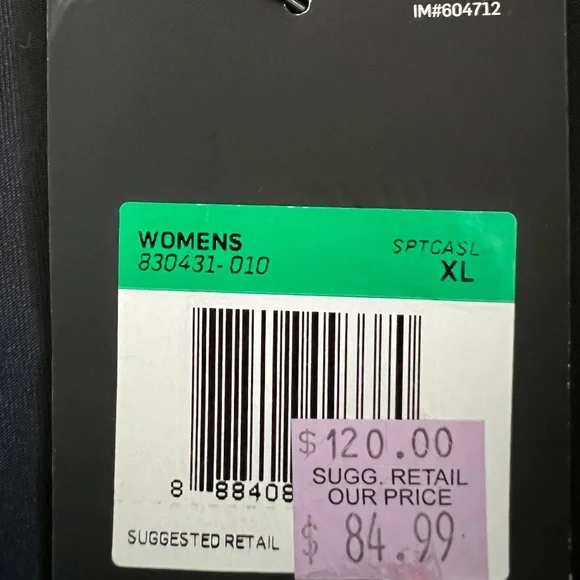 IM#604712
WOMENS
830431-010
SPTCASL
XL
$120.00
SUGG. RETAIL
OUR PRICE
$ 84.99
8 88408
SUGGESTED RETAIL